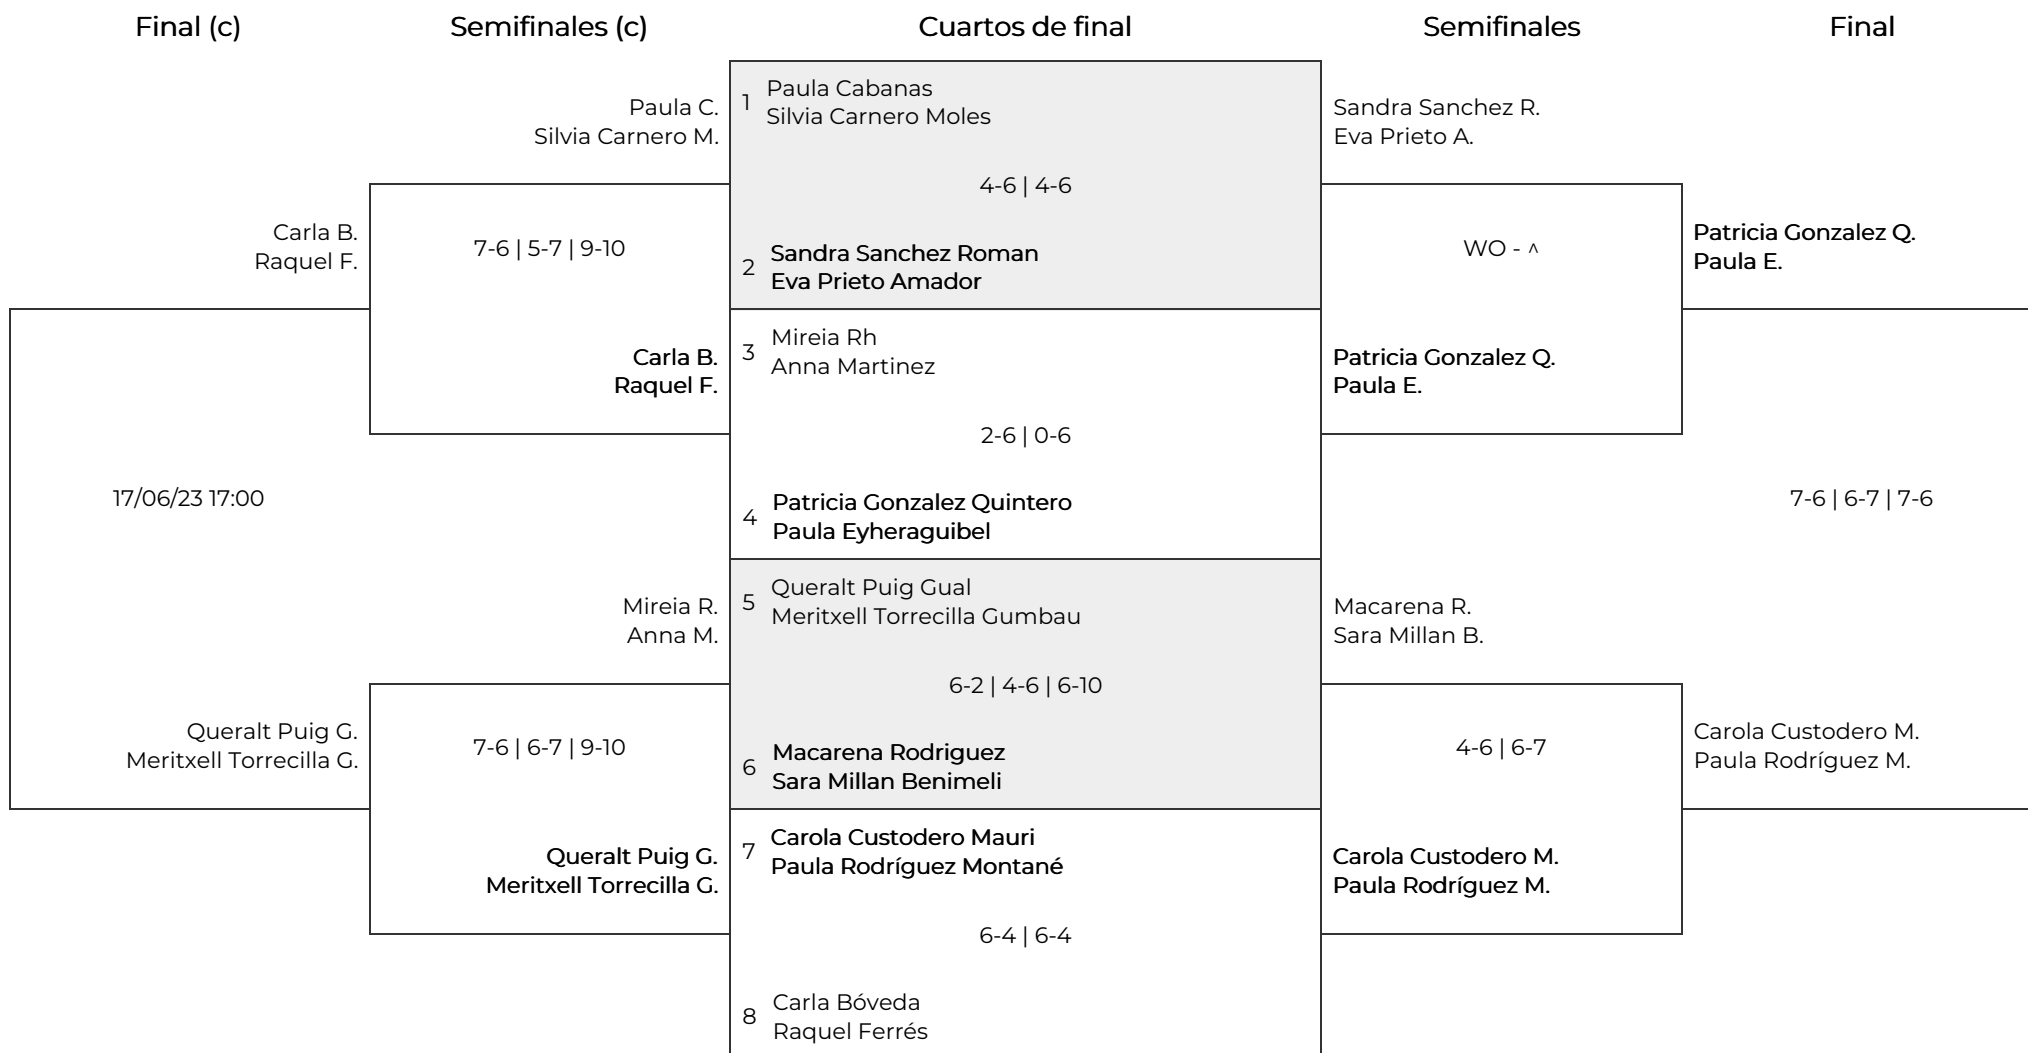 Final (c)
Semifinales (c)
Cuartos de final
Semifinales
Final
Carla B.
Raquel F.
17/06/23 17:00
Queralt Puig G.
Meritxell Torrecilla G.
Paula C.
Silvia Carnero M.
7-6 | 5-7 | 9-10
Carla B.
Raquel F.
Mireia R.
Anna M.
7-6 | 6-7 | 9-10
Queralt Puig G.
Meritxell Torrecilla G.
1 Paula Cabanas
Silvia Carnero Moles
4-6 | 4-6
2 Sandra Sanchez Roman
Eva Prieto Amador
3 Mireia Rh
Anna Martinez
2-6 | 0-6
4 Patricia Gonzalez Quintero
Paula Eyheraguibel
5 Queralt Puig Gual
Meritxell Torrecilla Gumbau
6-2 | 4-6 | 6-10
6 Macarena Rodriguez
Sara Millan Benimeli
7 Carola Custodero Mauri
Paula Rodríguez Montané
6-4 | 6-4
8 Carla Bóveda
Raquel Ferrés
Sandra Sanchez R.
Eva Prieto A.
WO - ^
Patricia Gonzalez Q.
Paula E.
Macarena R.
Sara Millan B.
4-6 | 6-7
Carola Custodero M.
Paula Rodríguez M.
Patricia Gonzalez Q.
Paula E.
7-6 | 6-7 | 7-6
Carola Custodero M.
Paula Rodríguez M.